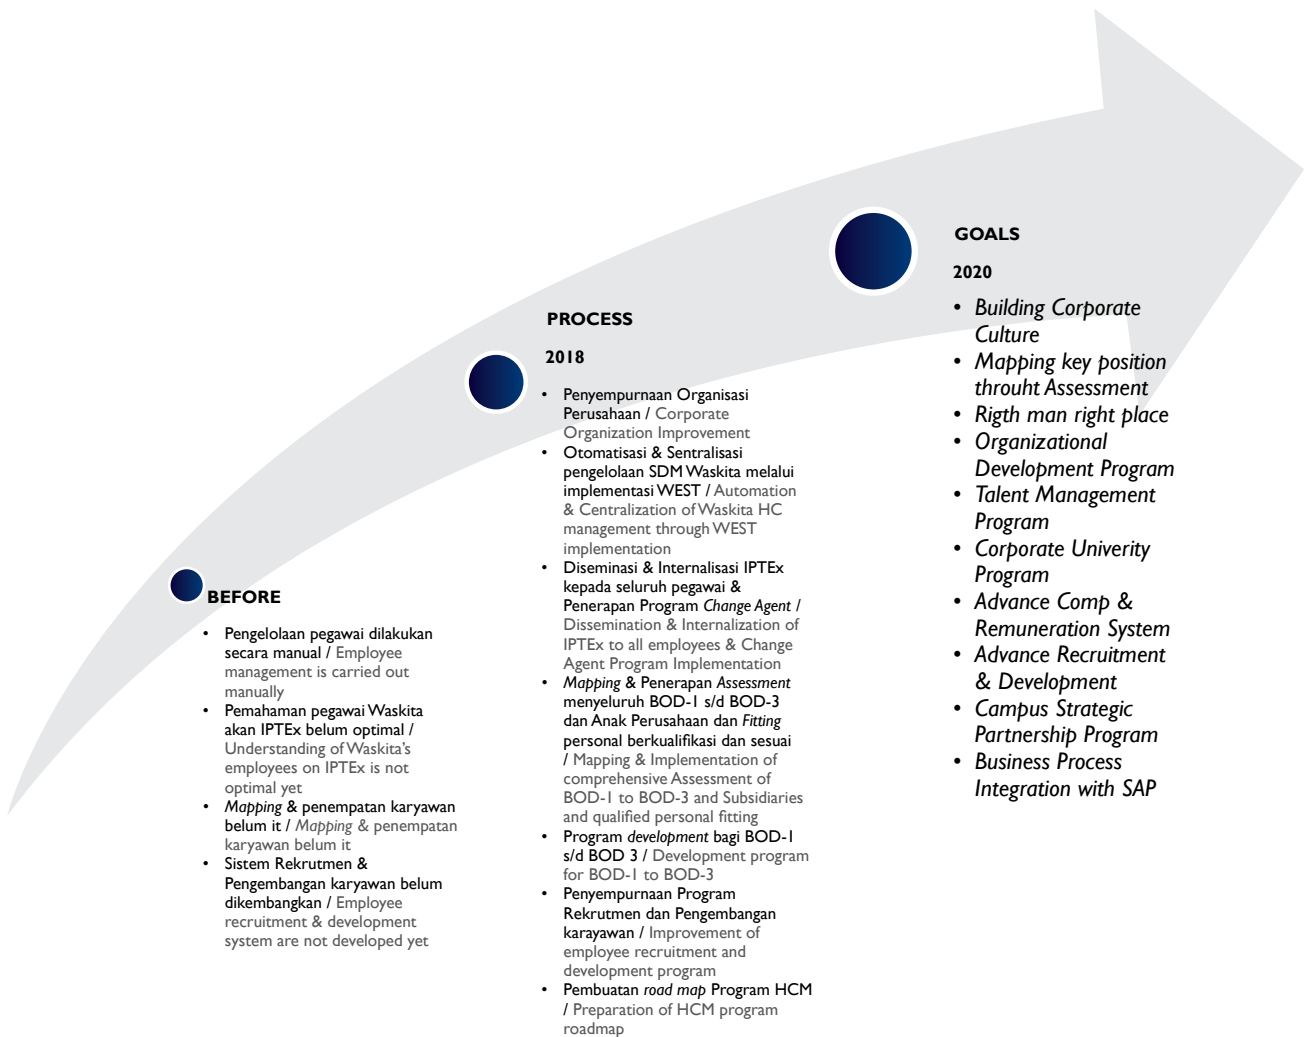 BEFORE
• Pengelolaan pegawai dilakukan
secara manual / Employee
management is carried out
manually
• Pemahaman pegawai Waskita
akan IPTEx belum optimal /
Understanding of Waskita's
employees on IPTEx is not
optimal yet
• Mapping & penempatan karyawan
belum it / Mapping & penempatan
karyawan belum it
• Sistem Rekrutmen &
Pengembangan karyawan belum
dikembangkan / Employee
recruitment & development
system are not developed yet
PROCESS
2018
• Penyempurnaan Organisasi
Perusahaan / Corporate
Organization Improvement
• Otomatisasi & Sentralisasi
pengelolaan SDM Waskita melalui
implementasi WEST / Automation
& Centralization of Waskita HC
management through WEST
implementation
• Diseminasi & Internalisasi IPTEx
kepada seluruh pegawai &
Penerapan Program Change Agent /
Dissemination & Internalization of
IPTEx to all employees & Change
Agent Program Implementation
• Mapping & Penerapan Assessment
menyeluruh BOD-1 s/d BOD-3
dan Anak Perusahaan dan Fitting
personal berkualifikasi dan sesuai
/ Mapping & Implementation of
comprehensive Assessment of
BOD-1 to BOD-3 and Subsidiaries
and qualified personal fitting
• Program development bagi BOD-1
s/d BOD 3 / Development program
for BOD-1 to BOD-3
• Penyempurnaan Program
Rekrutmen dan Pengembangan
karayawan / Improvement of
employee recruitment and
development program
• Pembuatan road map Program HCM
/ Preparation of HCM program
roadmap
GOALS
2020
• Building Corporate
Culture
• Mapping key position
throuht Assessment
• Rigth man right place
• Organizational
Development Program
• Talent Management
Program
• Corporate Univerity
Program
• Advance Comp &
Remuneration System
• Advance Recruitment
& Development
• Campus Strategic
Partnership Program
• Business Process
Integration with SAP